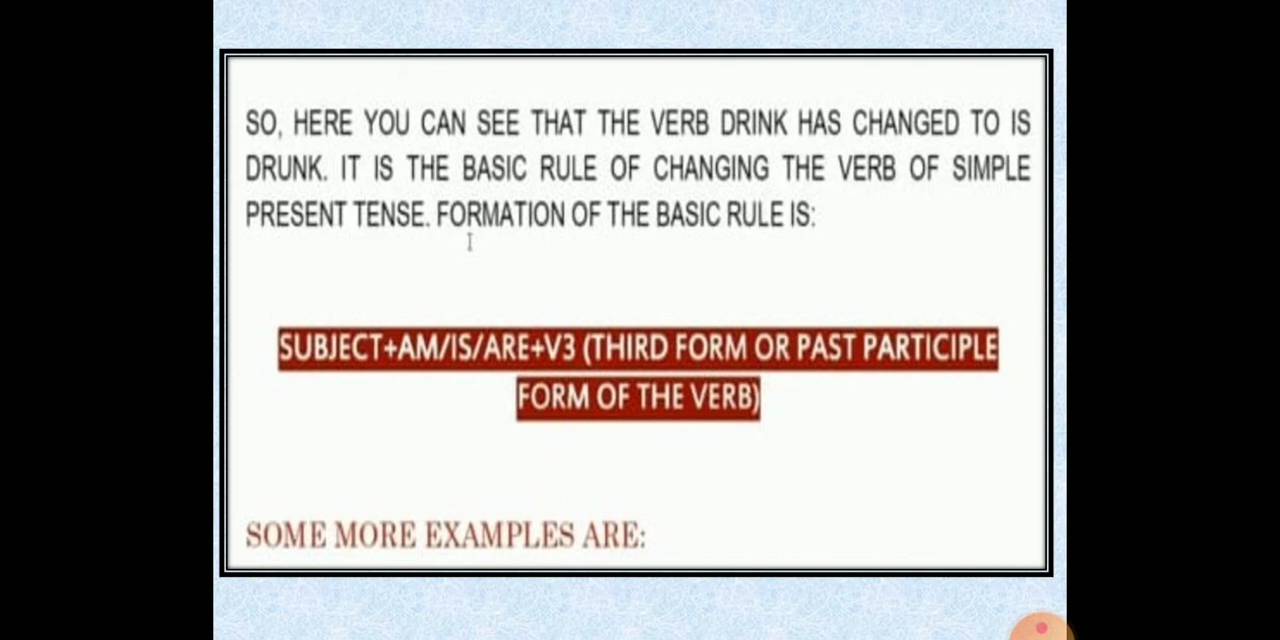 SO, HERE YOU CAN SEE THAT THE VERB DRINK HAS CHANGED TO IS
DRUNK. IT IS THE BASIC RULE OF CHANGING THE VERB OF SIMPLE
PRESENT TENSE. FORMATION OF THE BASIC RULE IS:
SUBJECT+AM/IS/ARE+V3 (THIRD FORM OR PAST PARTICIPLE
FORM OF THE VERB)
SOME MORE EXAMPLES ARE: